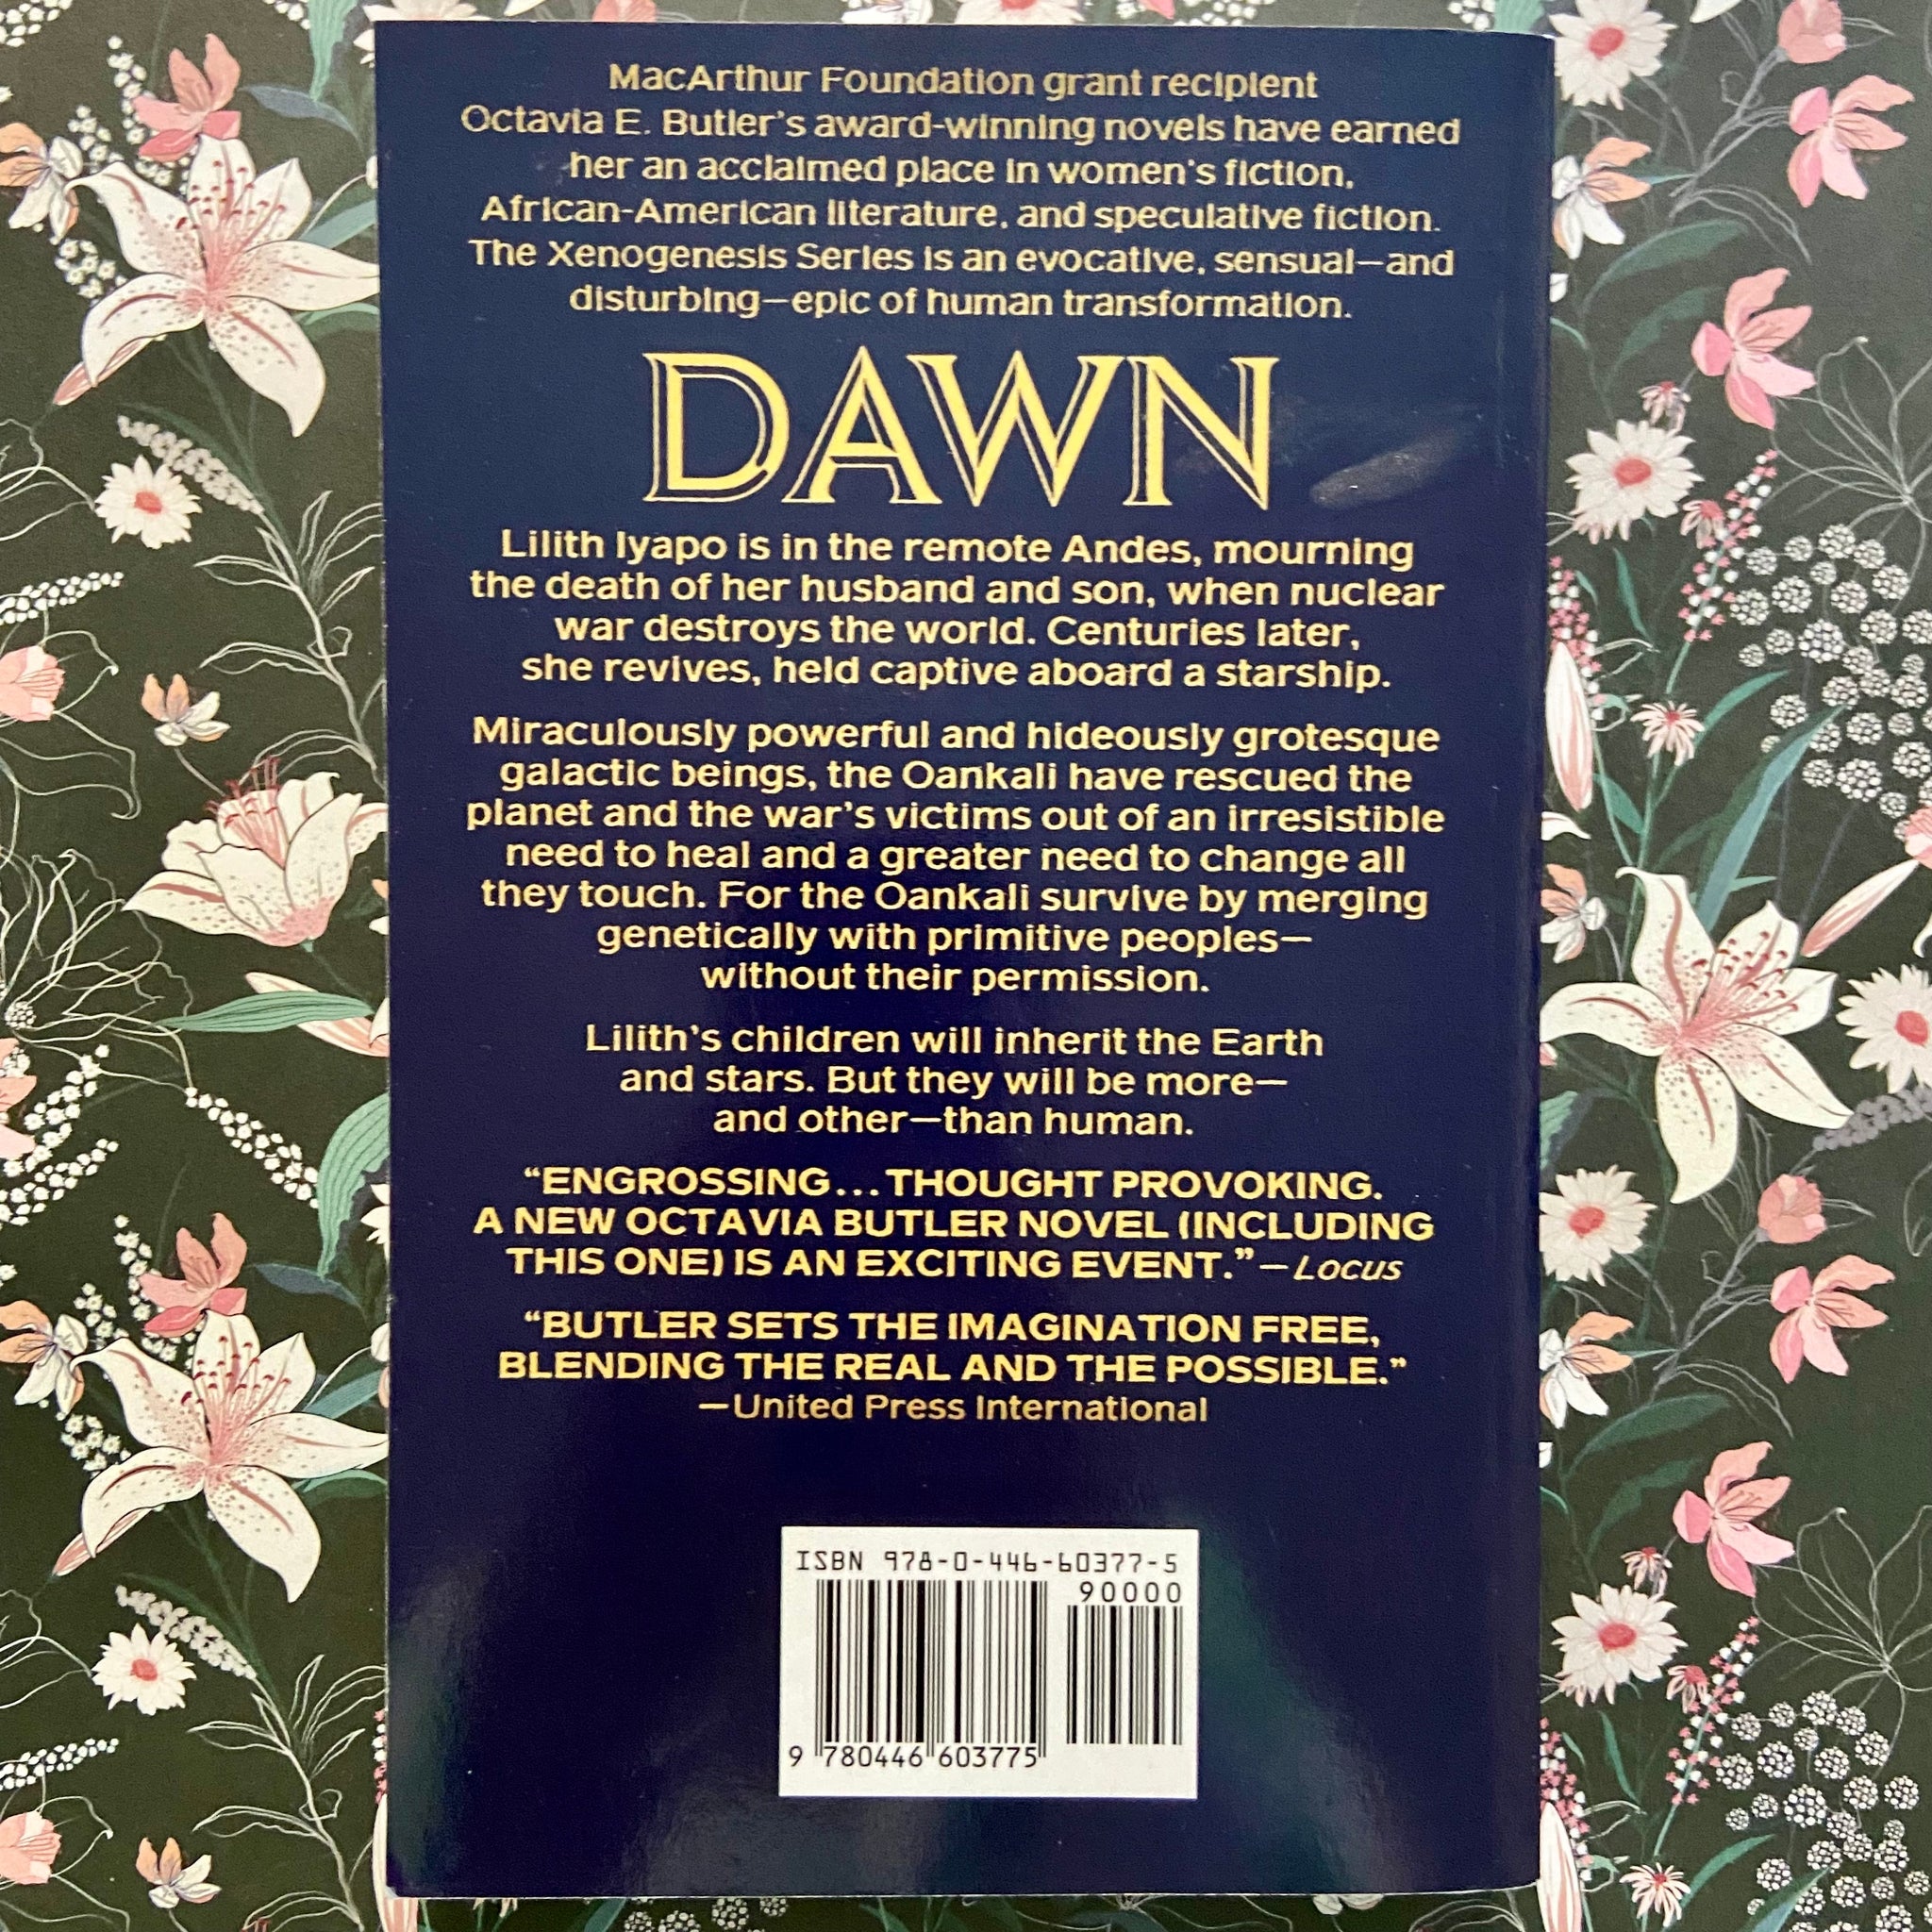 MacArthur Foundation grant recipient
Octavia E. Butler's award-winning novels have earned
her an acclaimed place in women's fiction,
African-American literature, and speculative fiction.
The Xenogenesis Series is an evocative, sensual—and
disturbing—epic of human transformation.
DAWN
Lilith Iyapo is in the remote Andes, mourning
the death of her husband and son, when nuclear
war destroys the world. Centuries later,
she revives, held captive aboard a starship.
Miraculously powerful and hideously grotesque
galactic beings, the Oankali have rescued the
planet and the war's victims out of an irresistible
need to heal and a greater need to change all
they touch. For the Oankali survive by merging
genetically with primitive peoples—
without their permission.
Lilith's children will inherit the Earth
and stars. But they will be more—
and other—than human.
“ENGROSSING...THOUGHT PROVOKING.
A NEW OCTAVIA BUTLER NOVEL (INCLUDING
THIS ONE) IS AN EXCITING EVENT.”—Locus
“BUTLER SETS THE IMAGINATION FREE,
BLENDING THE REAL AND THE POSSIBLE.”
—United Press International
ISBN 978-0-446-60377-5
90000
9 780446 603775